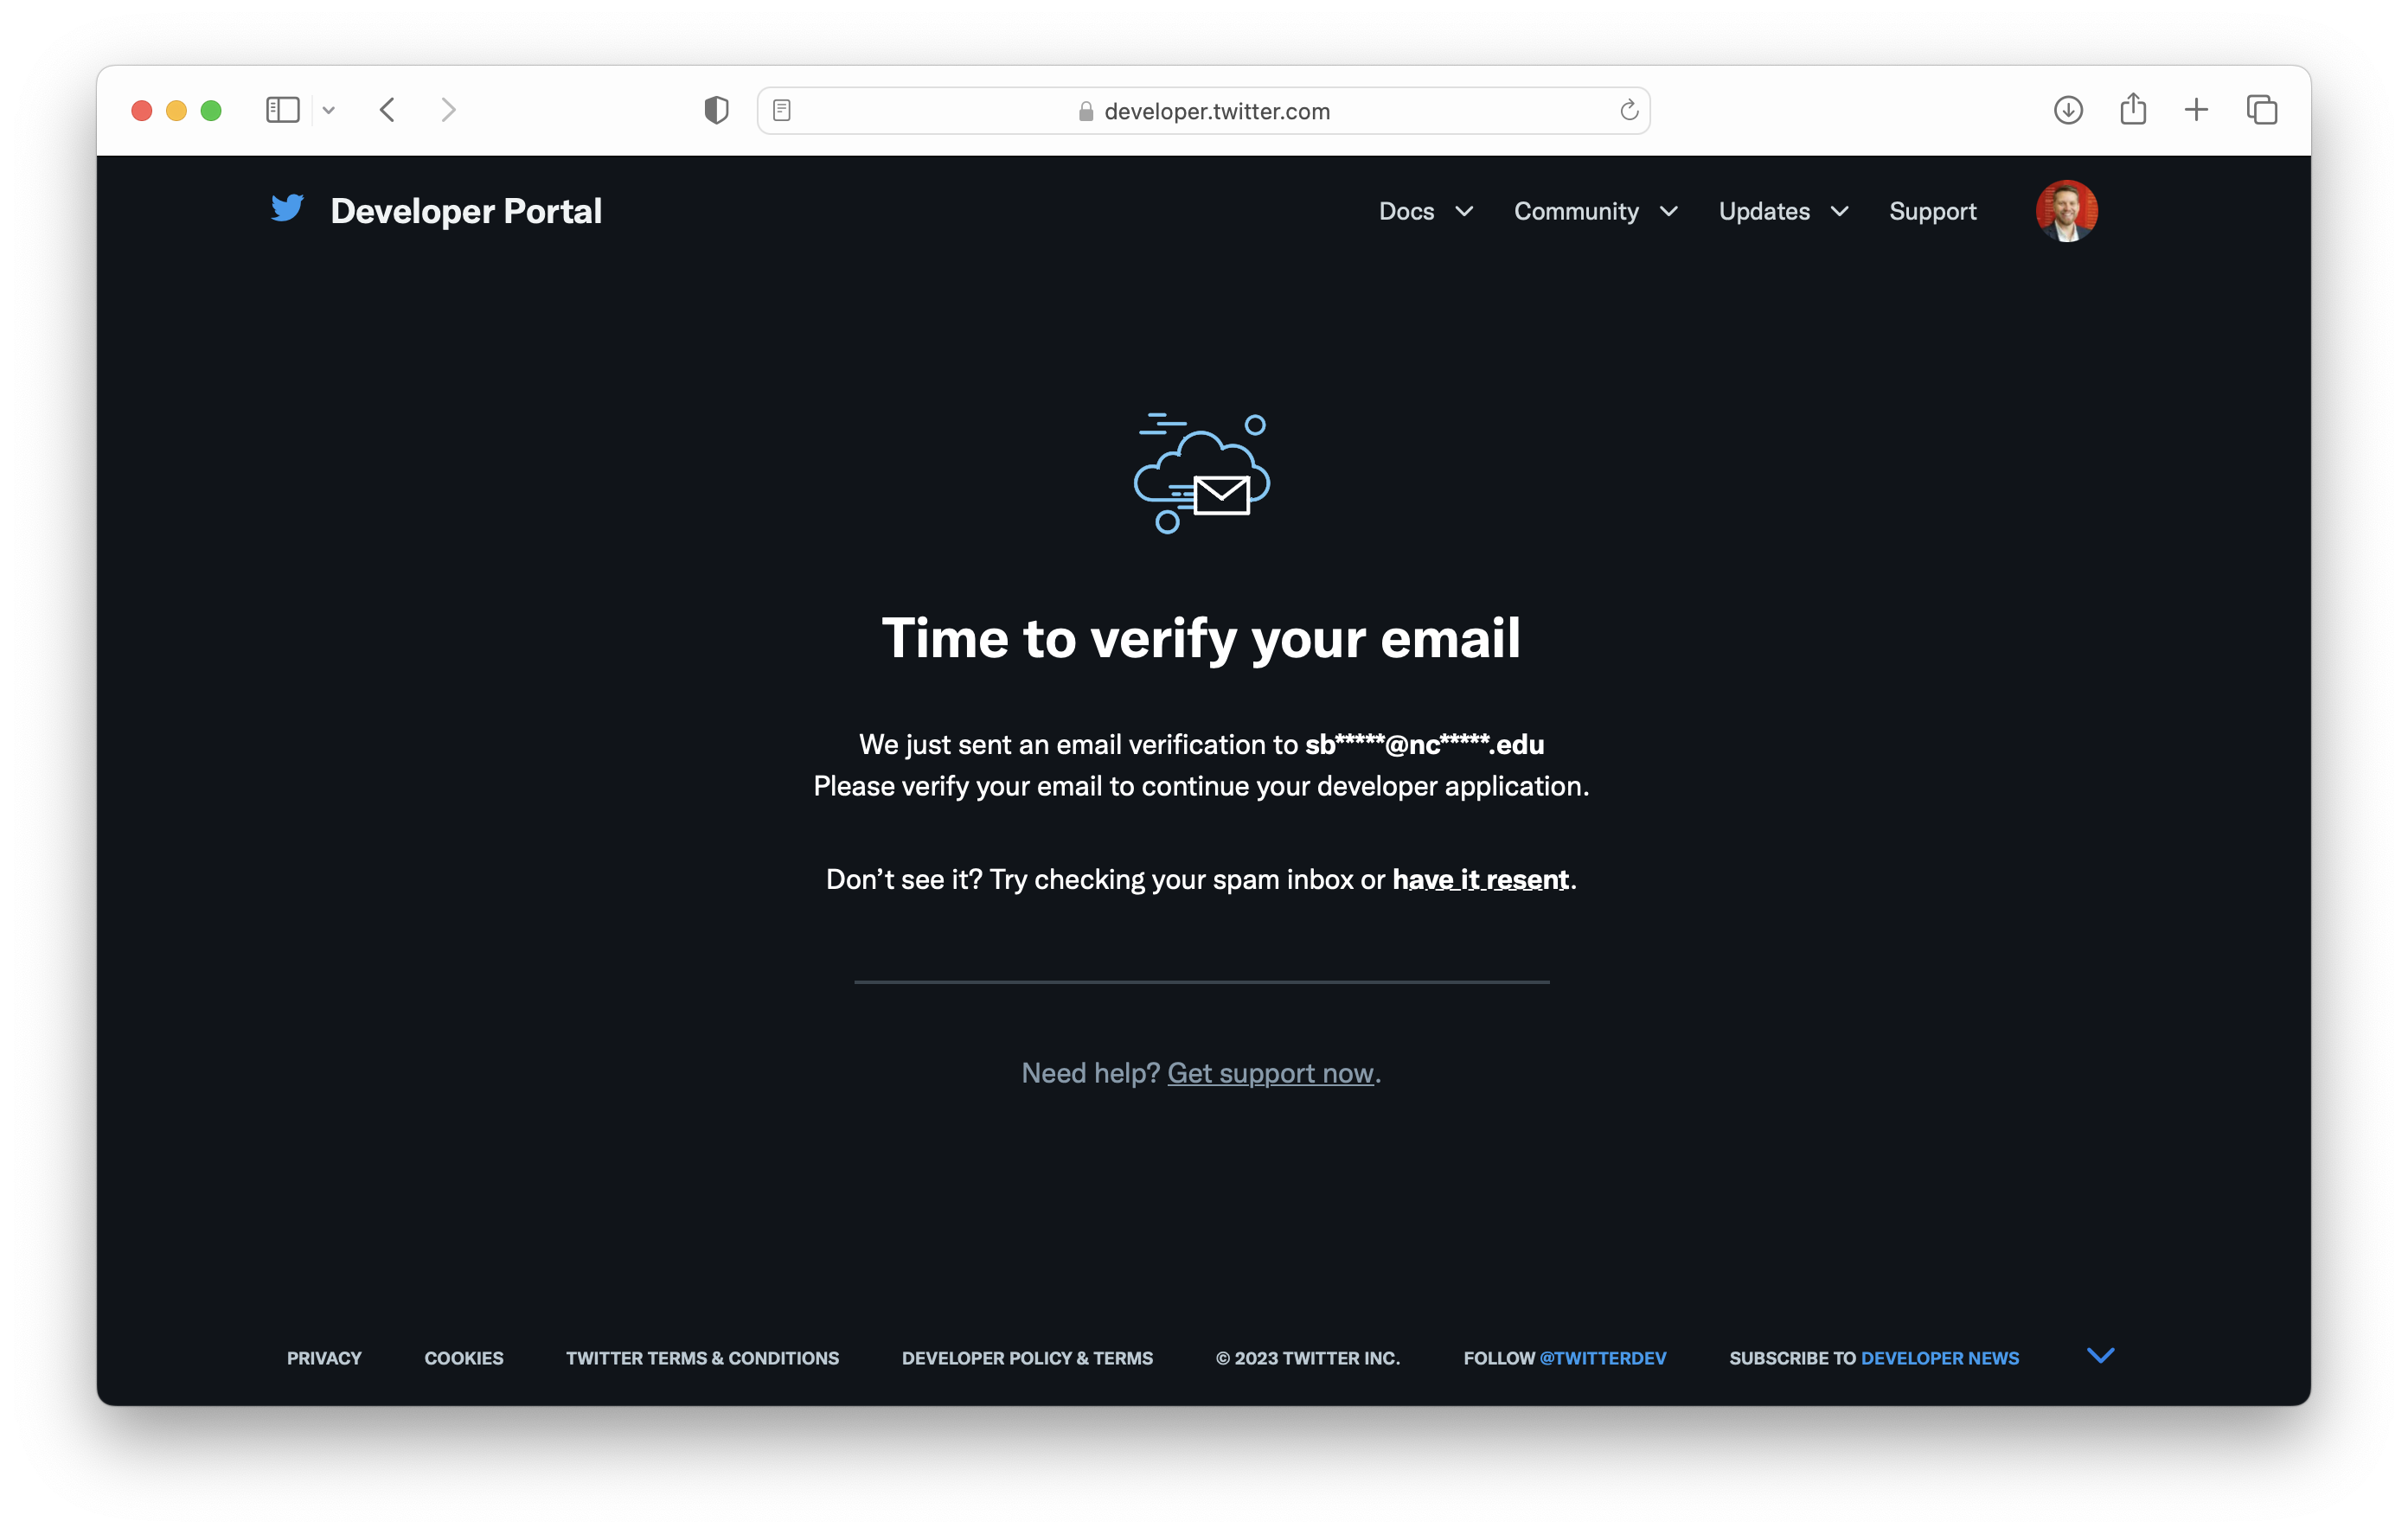 developer.twitter.com
Developer Portal
Docs Community Updates Support
Time to verify your email
We just sent an email verification to sb*****@nc*****.edu
Please verify your email to continue your developer application.
Don’t see it? Try checking your spam inbox or have it resent.
Need help? Get support now.
PRIVACY COOKIES TWITTER TERMS & CONDITIONS DEVELOPER POLICY & TERMS © 2023 TWITTER INC. FOLLOW @TWITTERDEV SUBSCRIBE TO DEVELOPER NEWS